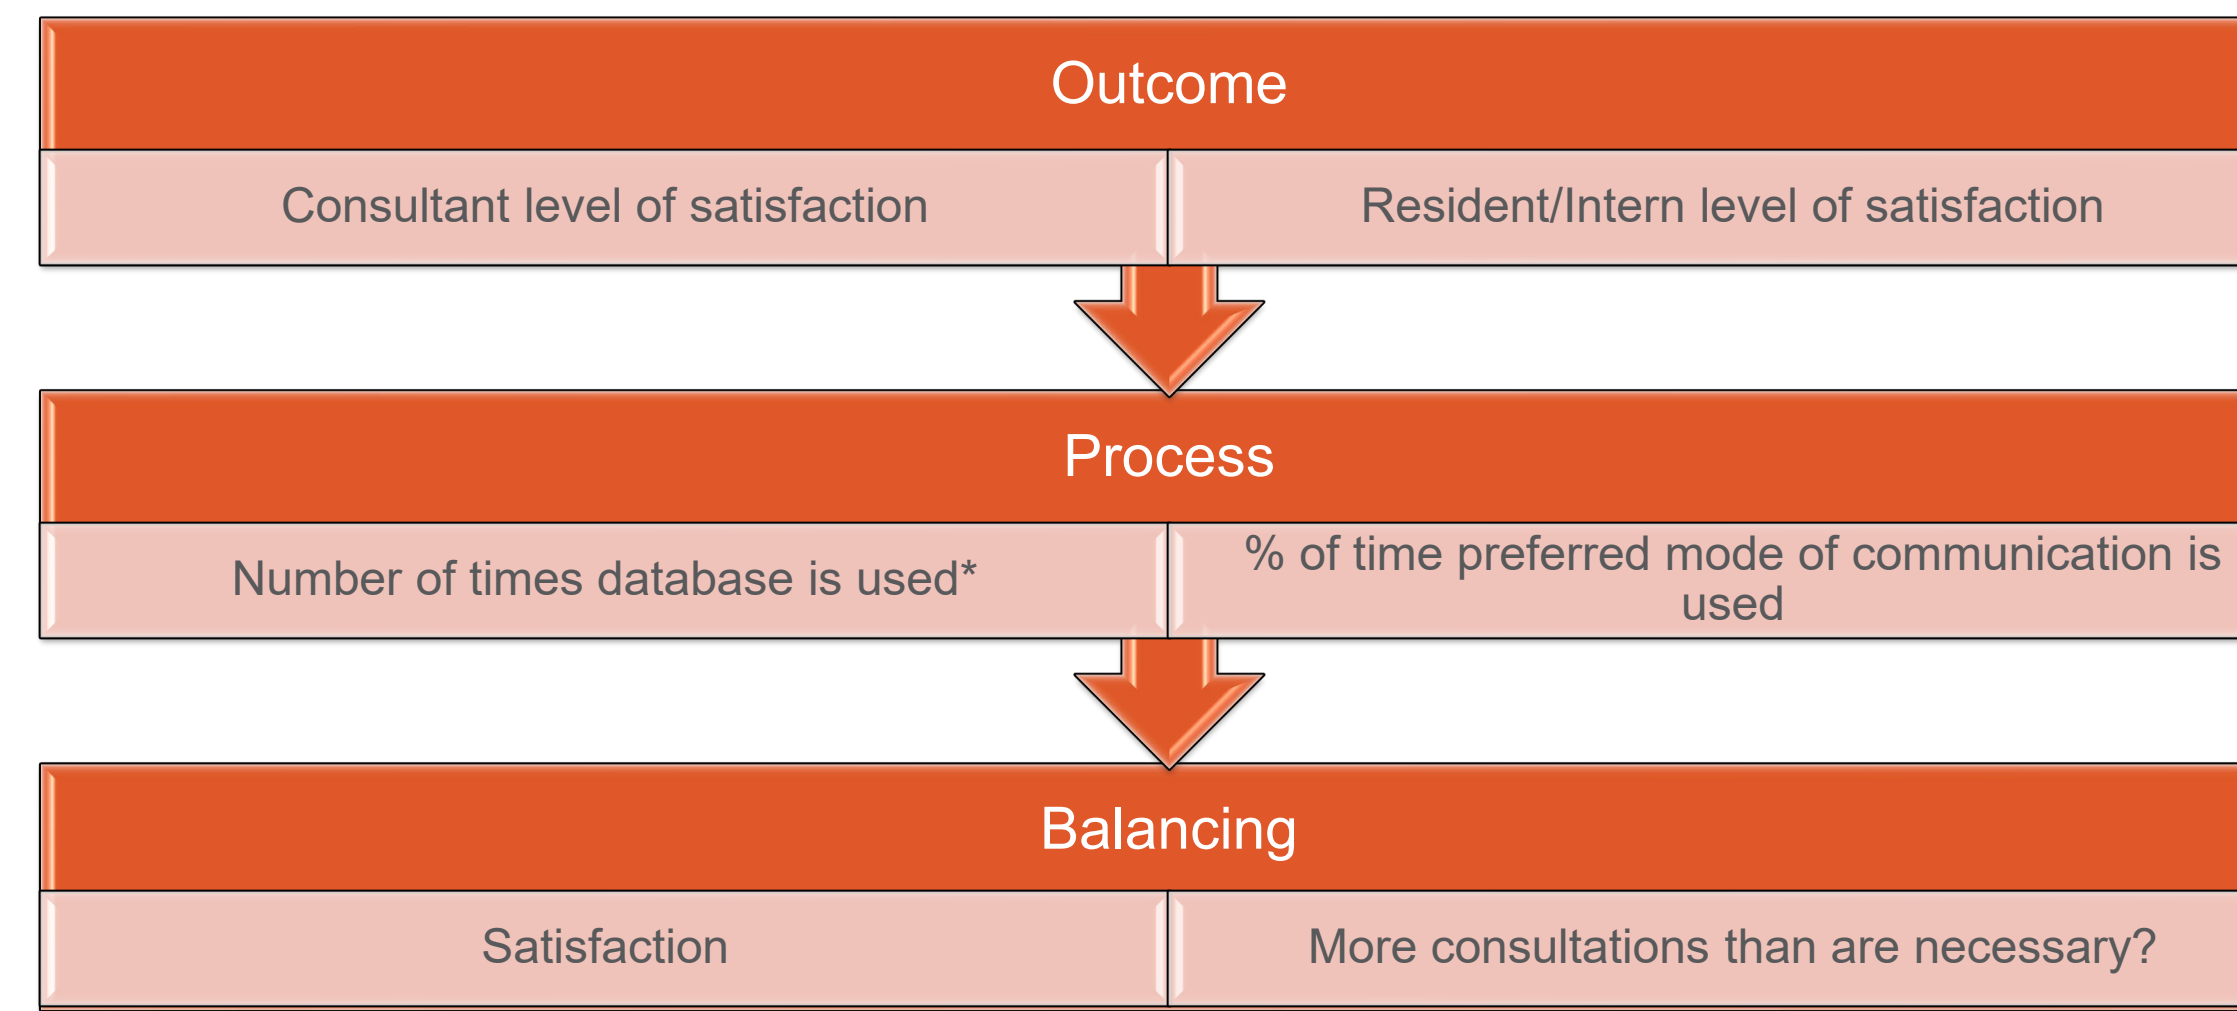 Outcome
Consultant level of satisfaction
Resident/Intern level of satisfaction
Process
Number of times database is used*
% of time preferred mode of communication is
used
Balancing
Satisfaction
More consultations than are necessary?